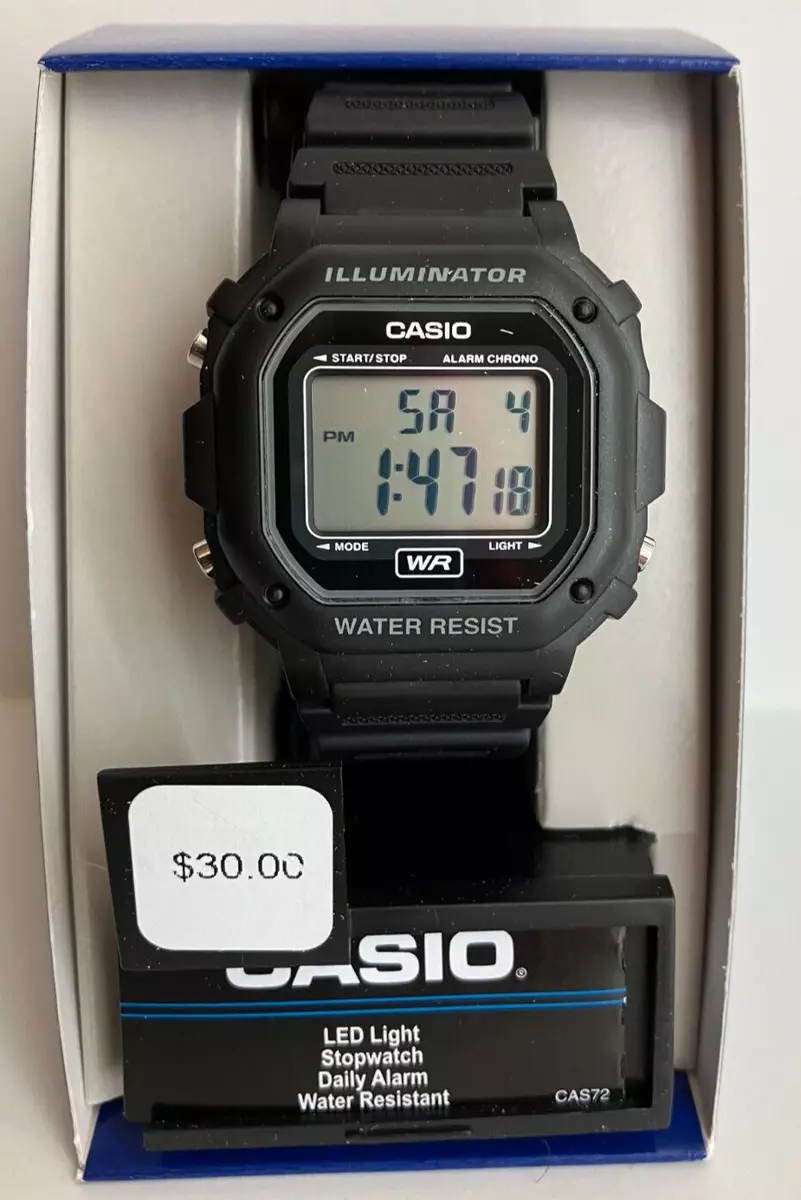 ILLUMINATOR
CASIO
◄ START/STOP ALARM CHRONO
SA 4
PM
1:47 18
◄ MODE LIGHT ►
WR
WATER RESIST
$30.00
CASIO®
LED Light
Stopwatch
Daily Alarm
Water Resistant
CAS72